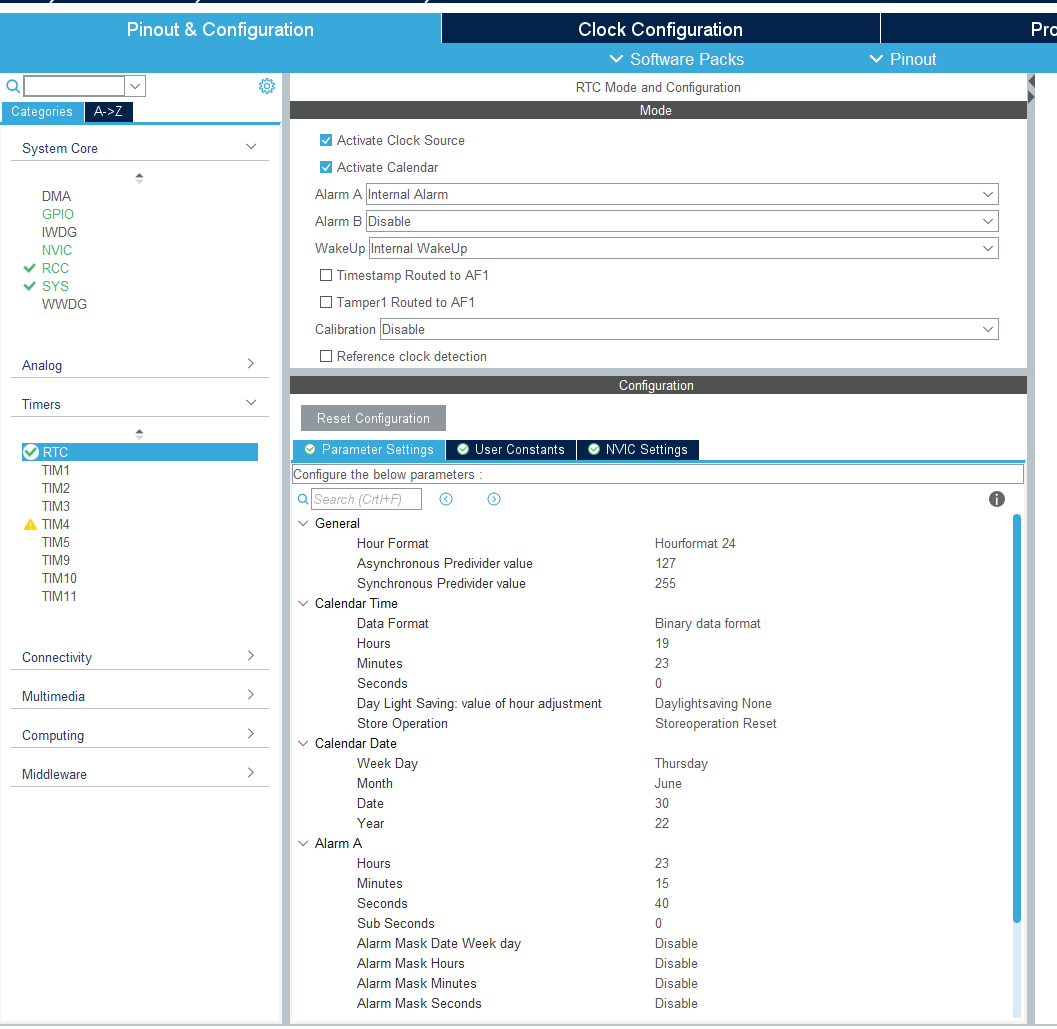 Pinout & Configuration
Clock Configuration
Pro
Software Packs
Pinout
Categories
A->Z
System Core
DMA
GPIO
IWDG
NVIC
RCC
SYS
WWDG
Analog
Timers
RTC
TIM1
TIM2
TIM3
TIM4
TIM5
TIM9
TIM10
TIM11
Connectivity
Multimedia
Computing
Middleware
RTC Mode and Configuration
Mode
Activate Clock Source
Activate Calendar
Alarm A Internal Alarm
Alarm B Disable
WakeUp Internal WakeUp
Timestamp Routed to AF1
Tamper1 Routed to AF1
Calibration Disable
Reference clock detection
Configuration
Reset Configuration
Parameter Settings
User Constants
NVIC Settings
Configure the below parameters :
Search (Crtl+F)
General
Hour Format Hourformat 24
Asynchronous Predivider value 127
Synchronous Predivider value 255
Calendar Time
Data Format Binary data format
Hours 19
Minutes 23
Seconds 0
Day Light Saving: value of hour adjustment Daylightsaving None
Store Operation Storeoperation Reset
Calendar Date
Week Day Thursday
Month June
Date 30
Year 22
Alarm A
Hours 23
Minutes 15
Seconds 40
Sub Seconds 0
Alarm Mask Date Week day Disable
Alarm Mask Hours Disable
Alarm Mask Minutes Disable
Alarm Mask Seconds Disable